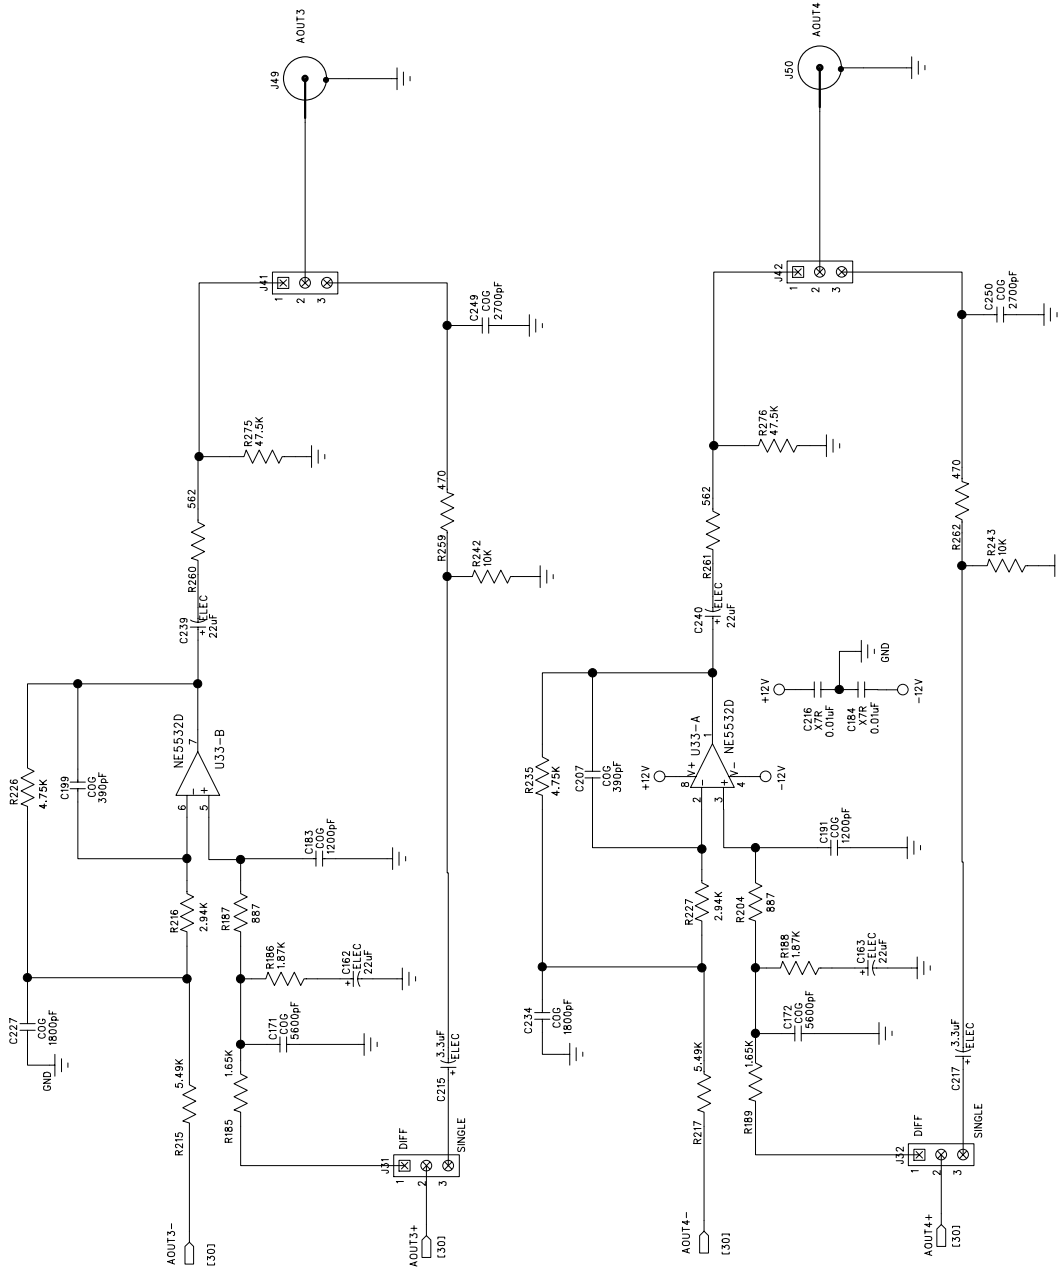 AOUT3
J49
J41
1
2
3
C249
COG
2700pF
R275
47.5K
562
R260
470
R259
R242
10K
C239
+
ELEC
22uF
NE5532D
7
U33-B
6
5
-
+
R226
4.75K
C199
COG
390pF
C183
COG
1200pF
R216
2.94K
R187
887
R186
1.87K
C162
+
ELEC
22uF
C227
COG
1800pF
GND
C171
COG
5600pF
5.49K
R215
1.65K
R185
3.3uF
ELEC
C215
+
J31
DIFF
1
2
3
SINGLE
AOUT3-
[30]
AOUT3+
[30]
AOUT4
J50
J42
1
2
3
C250
COG
2700pF
R276
47.5K
562
R261
470
R262
R243
10K
C240
+
ELEC
22uF
U33-A
NE5532D
1
8
V+
V-
4
2
3
-
+
+12V
-12V
+12V
C216
X7R
0.01uF
C184
X7R
0.01uF
GND
-12V
R235
4.75K
C207
COG
390pF
C191
COG
1200pF
R227
2.94K
R204
887
R188
1.87K
C163
+
ELEC
22uF
C234
COG
1800pF
C172
COG
5600pF
5.49K
R217
1.65K
R189
3.3uF
ELEC
C217
+
J32
DIFF
1
2
3
SINGLE
AOUT4-
[30]
AOUT4+
[30]